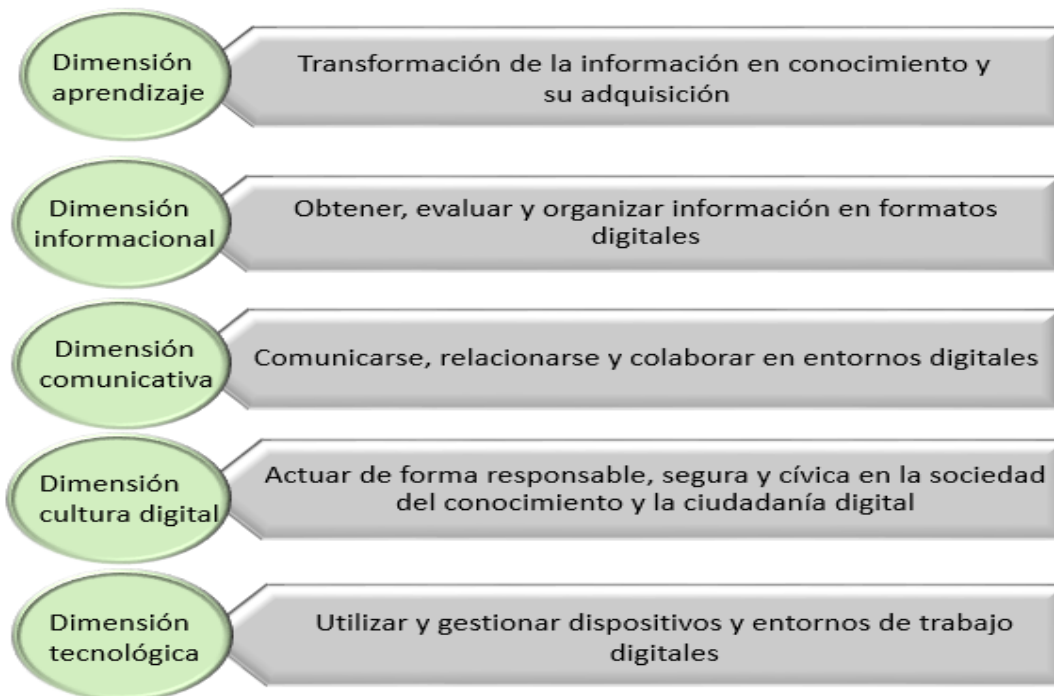 Dimensión
aprendizaje
Transformación de la información en conocimiento y
su adquisición
Dimensión
informacional
Obtener, evaluar y organizar información en formatos
digitales
Dimensión
comunicativa
Comunicarse, relacionarse y colaborar en entornos digitales
Dimensión
cultura digital
Actuar de forma responsable, segura y cívica en la sociedad
del conocimiento y la ciudadanía digital
Dimensión
tecnológica
Utilizar y gestionar dispositivos y entornos de trabajo
digitales